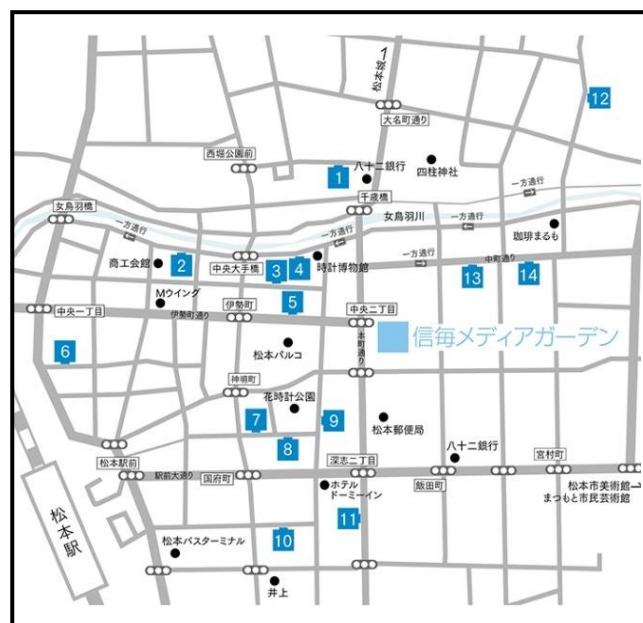 松本城
12
大名町通り
西堀公園前
八十二銀行
四柱神社
1
千歳橋
一方通行
女鳥羽橋
女鳥羽川
一方通行
一方通行
一方通行
珈琲まるも
商工会館
2
中央大手橋
3
4
時計博物館
一方通行
中町通り
13
14
Mウイング
伊勢町
5
中央一丁目
伊勢町通り
中央二丁目
信毎メディアガーデン
本町通り
6
松本パルコ
神明町
花時計公園
7
9
松本郵便局
8
八十二銀行
松本駅前
駅前大通り
国府町
深志二丁目
飯田町
宮村町
松本市美術館
まつもと市民芸術館
ホテル
ドーミーイン
松本駅
11
10
松本バスターミナル
井上